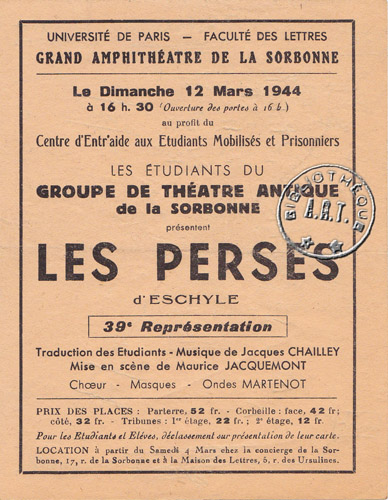 UNIVERSITÉ DE PARIS — FACULTÉ DES LETTRES
GRAND AMPHITHÉATRE DE LA SORBONNE
Le Dimanche 12 Mars 1944
à 16 h. 30 (Ouverture des portes à 16 h.)
au profit du
Centre d'Entr'aide aux Etudiants Mobilisés et Prisonniers
LES ÉTUDIANTS DU
GROUPE DE THÉATRE ANTIQUE
de la SORBONNE
présentent
BIBLIOTHÈQUE
A.R.T.
LES PERSES
d'ESCHYLE
39e Représentation
Traduction des Etudiants - Musique de Jacques CHAILLEY
Mise en scène de Maurice JACQUEMONT
Chœur - Masques - Ondes MARTENOT
PRIX DES PLACES : Parterre, 52 fr. - Corbeille : face, 42 fr;
côté, 32 fr. - Tribunes : 1re étage, 22 fr. ; 2e étage, 12 fr.
Pour les Etudiants et Elèves, déclassement sur présentation de leur carte.
LOCATION à partir du Samedi 4 Mars chez la concierge de la Sor-
bonne, 17, r. de la Sorbonne et à la Maison des Lettres, 5, r. des Ursulines.